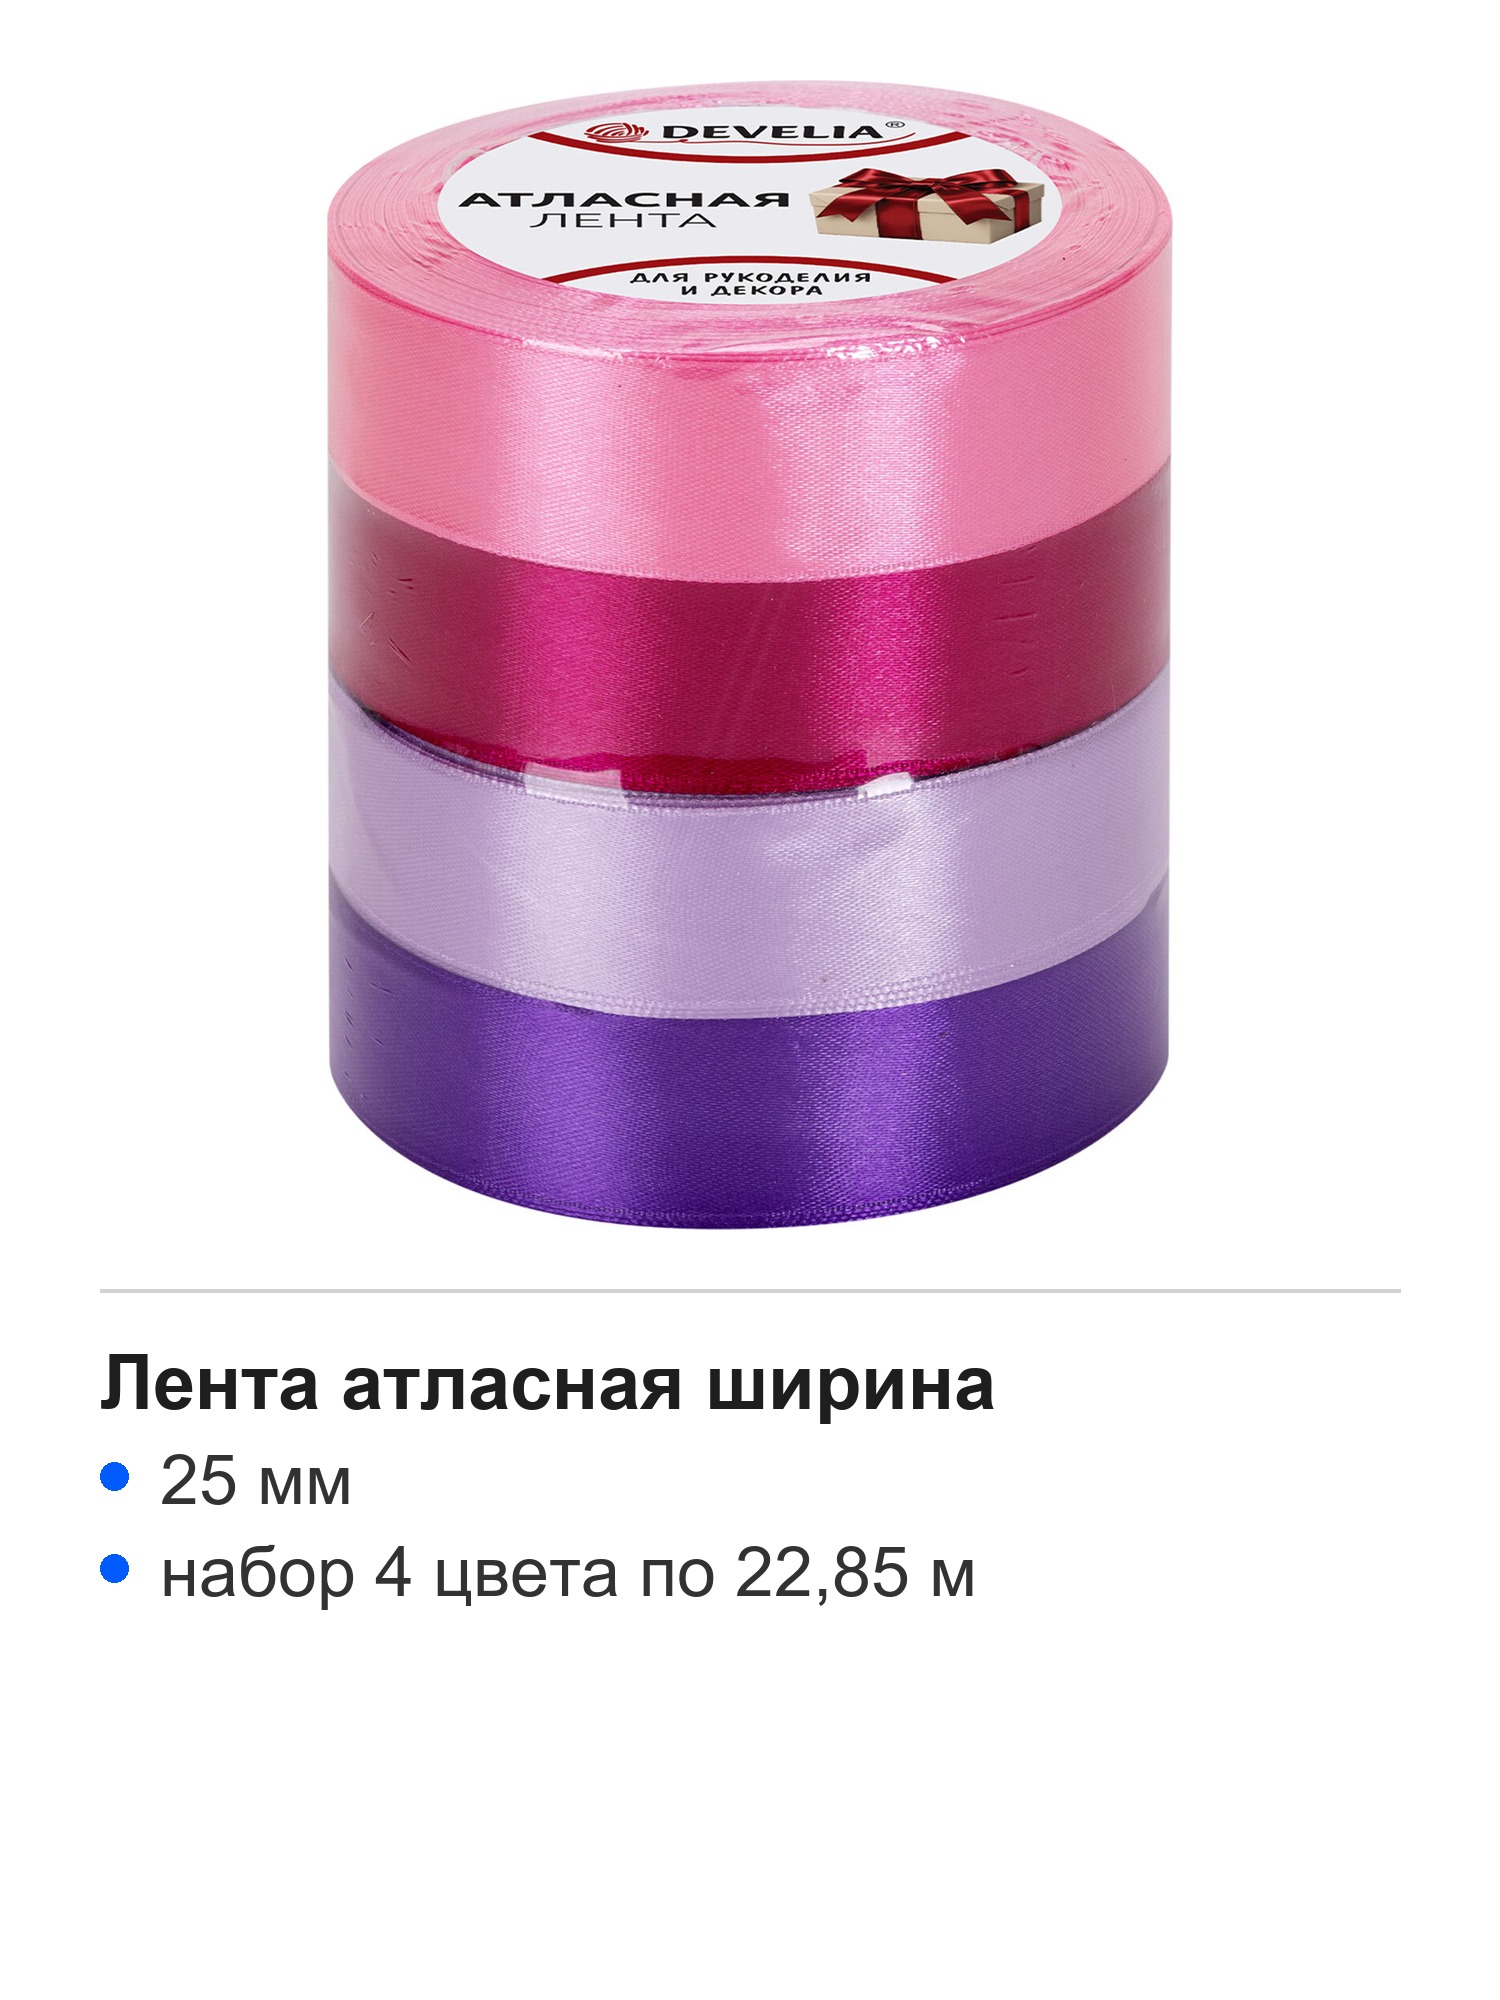 DEVELIA®
АТЛАСНАЯ
ЛЕНТА
ДЛЯ РУКОДЕЛИЯ
И ДЕКОРА
Лента атласная ширина
25 мм
набор 4 цвета по 22,85 м